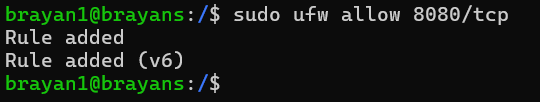 brayan1@brayans:/$ sudo ufw allow 8080/tcp
Rule added
Rule added (v6)
brayan1@brayans:/$